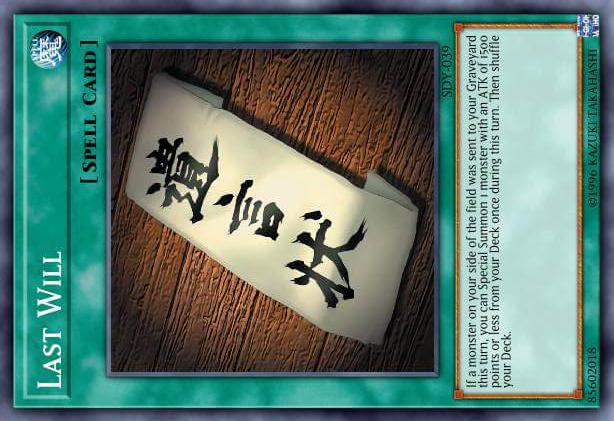 LAST WILL
魔
[ SPELL CARD ]
遺言状
SDY-039
If a monster on your side of the field was sent to your Graveyard
this turn, you can Special Summon 1 monster with an ATK of 1500
points or less from your Deck once during this turn. Then shuffle
your Deck.
85602018
©1996 KAZUKI TAKAHASHI